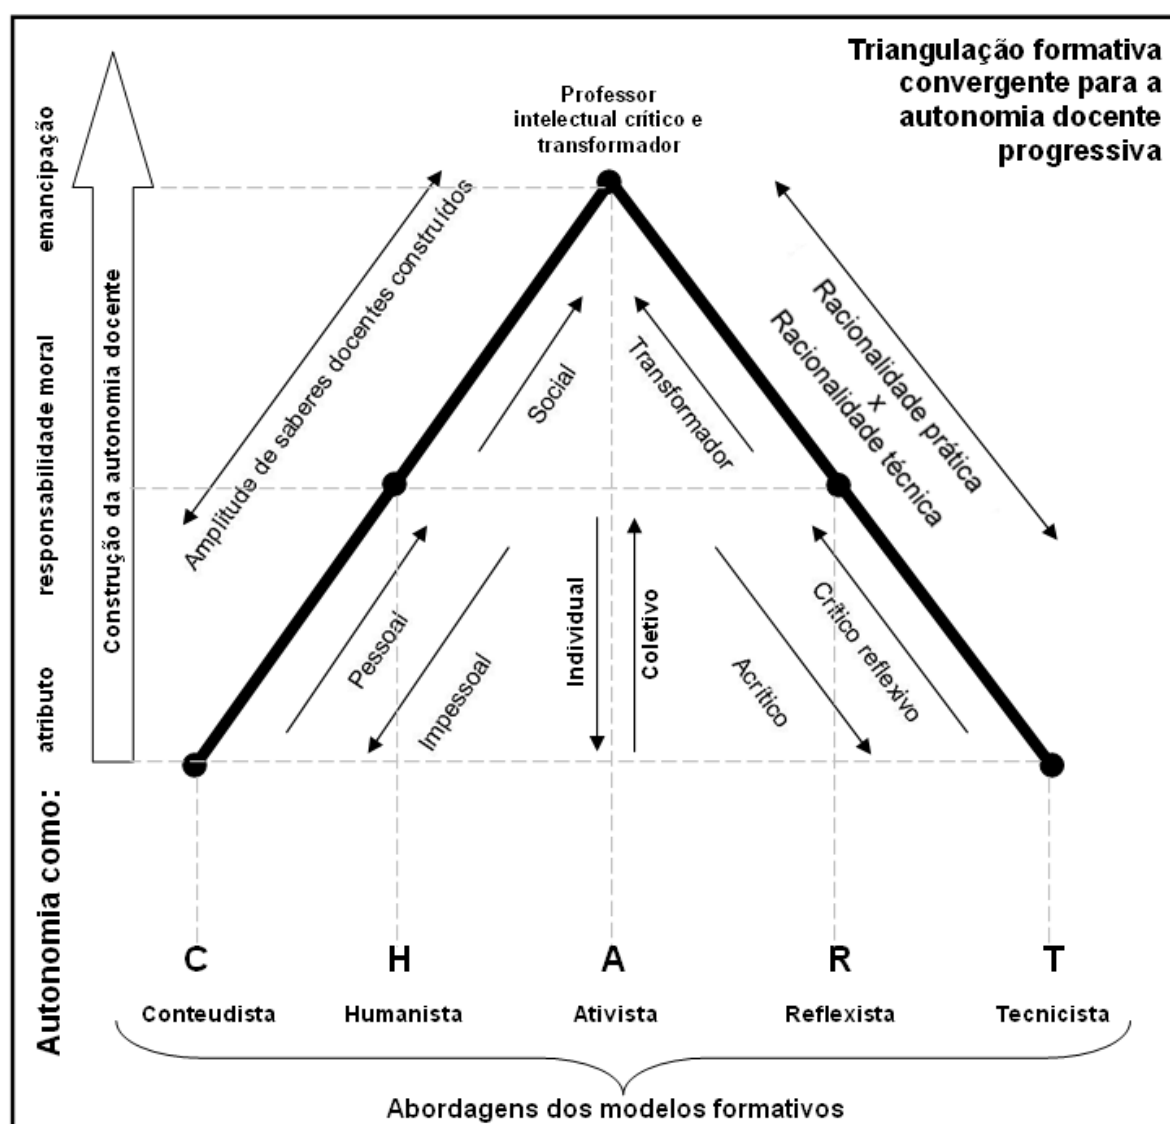 Triangulação formativa
convergente para a
autonomia docente
progressiva
Professor
intelectual crítico e
transformador
emancipação
responsabilidade moral
atributo
Autonomia como:
Construção da autonomia docente
Amplitude de saberes docentes construídos
Racionalidade prática
x
Racionalidade técnica
Social
Transformador
Pessoal
Impessoal
Individual
Coletivo
Acrítico
Crítico reflexivo
C
H
A
R
T
Conteudista
Humanista
Ativista
Reflexista
Tecnicista
Abordagens dos modelos formativos